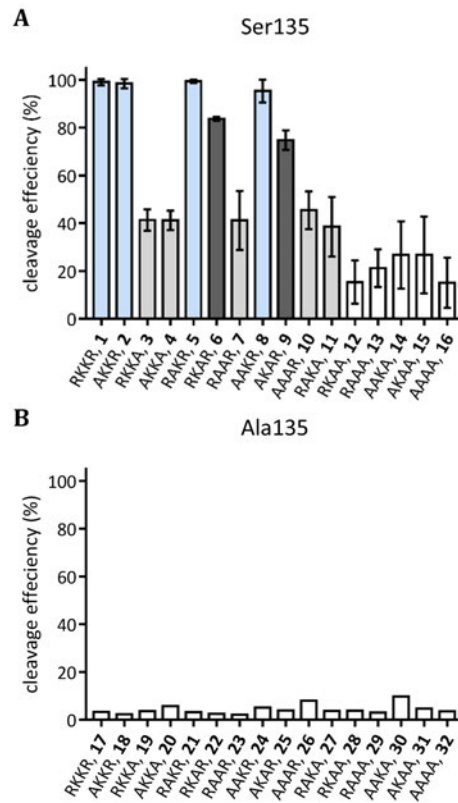 A
Ser135
cleavage effeciency (%)
100
80
60
40
20
0
RKKR, 1
AKKR, 2
RKKA, 3
AKKA, 4
RAKR, 5
RKAR, 6
RAAR, 7
AAKR, 8
AKAR, 9
AAAR, 10
RAKA, 11
RKAA, 12
RAAA, 13
AAKA, 14
AKAA, 15
AAAA, 16
B
Ala135
cleavage effeciency (%)
100
80
60
40
20
0
RKKR, 17
AKKR, 18
RKKA, 19
AKKA, 20
RAKR, 21
RKAR, 22
RAAR, 23
AAKR, 24
AKAR, 25
AAAR, 26
RAKA, 27
RKAA, 28
RAAA, 29
AAKA, 30
AKAA, 31
AAAA, 32